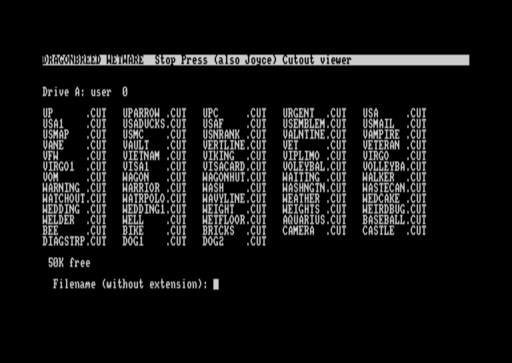 DRAGONBREED WETWARE  Stop Press (also Joyce) Cutout viewer
Drive A: user  0
UP      .CUT   UPARROW .CUT   UPC     .CUT   URGENT  .CUT   USA     .CUT
USA1    .CUT   USADUCKS.CUT   USAF    .CUT   USEMBLEM.CUT   USMAIL  .CUT
USMAP   .CUT   USMC    .CUT   USNRANK .CUT   VALNTINE.CUT   VAMPIRE .CUT
VANE    .CUT   VAULT   .CUT   VERTLINE.CUT   VET     .CUT   VETERAN .CUT
VFW     .CUT   VIETNAM .CUT   VIKING  .CUT   VIPLIMO .CUT   VIRGO   .CUT
VIRGO1  .CUT   VISA1   .CUT   VISACARD.CUT   VOLEYBAL.CUT   VOLLEYBA.CUT
VOM     .CUT   WAGON   .CUT   WAGONHUT.CUT   WAITING .CUT   WALKER  .CUT
WARNING .CUT   WARRIOR .CUT   WASH    .CUT   WASHNGTN.CUT   WASTECAN.CUT
WATCHOUT.CUT   WATRPOLO.CUT   WAVYLINE.CUT   WEATHER .CUT   WEDCAKE .CUT
WEDDING .CUT   WEDDING1.CUT   WEIGHT  .CUT   WEIGHTS .CUT   WEIRDBUG.CUT
WELDER  .CUT   WELL    .CUT   WETFLOOR.CUT   AQUARIUS.CUT   BASEBALL.CUT
BEE     .CUT   BIKE    .CUT   BRICKS  .CUT   CAMERA  .CUT   CASTLE  .CUT
DIAGSTRP.CUT   DOG1    .CUT   DOG2    .CUT
50K free
Filename (without extension):